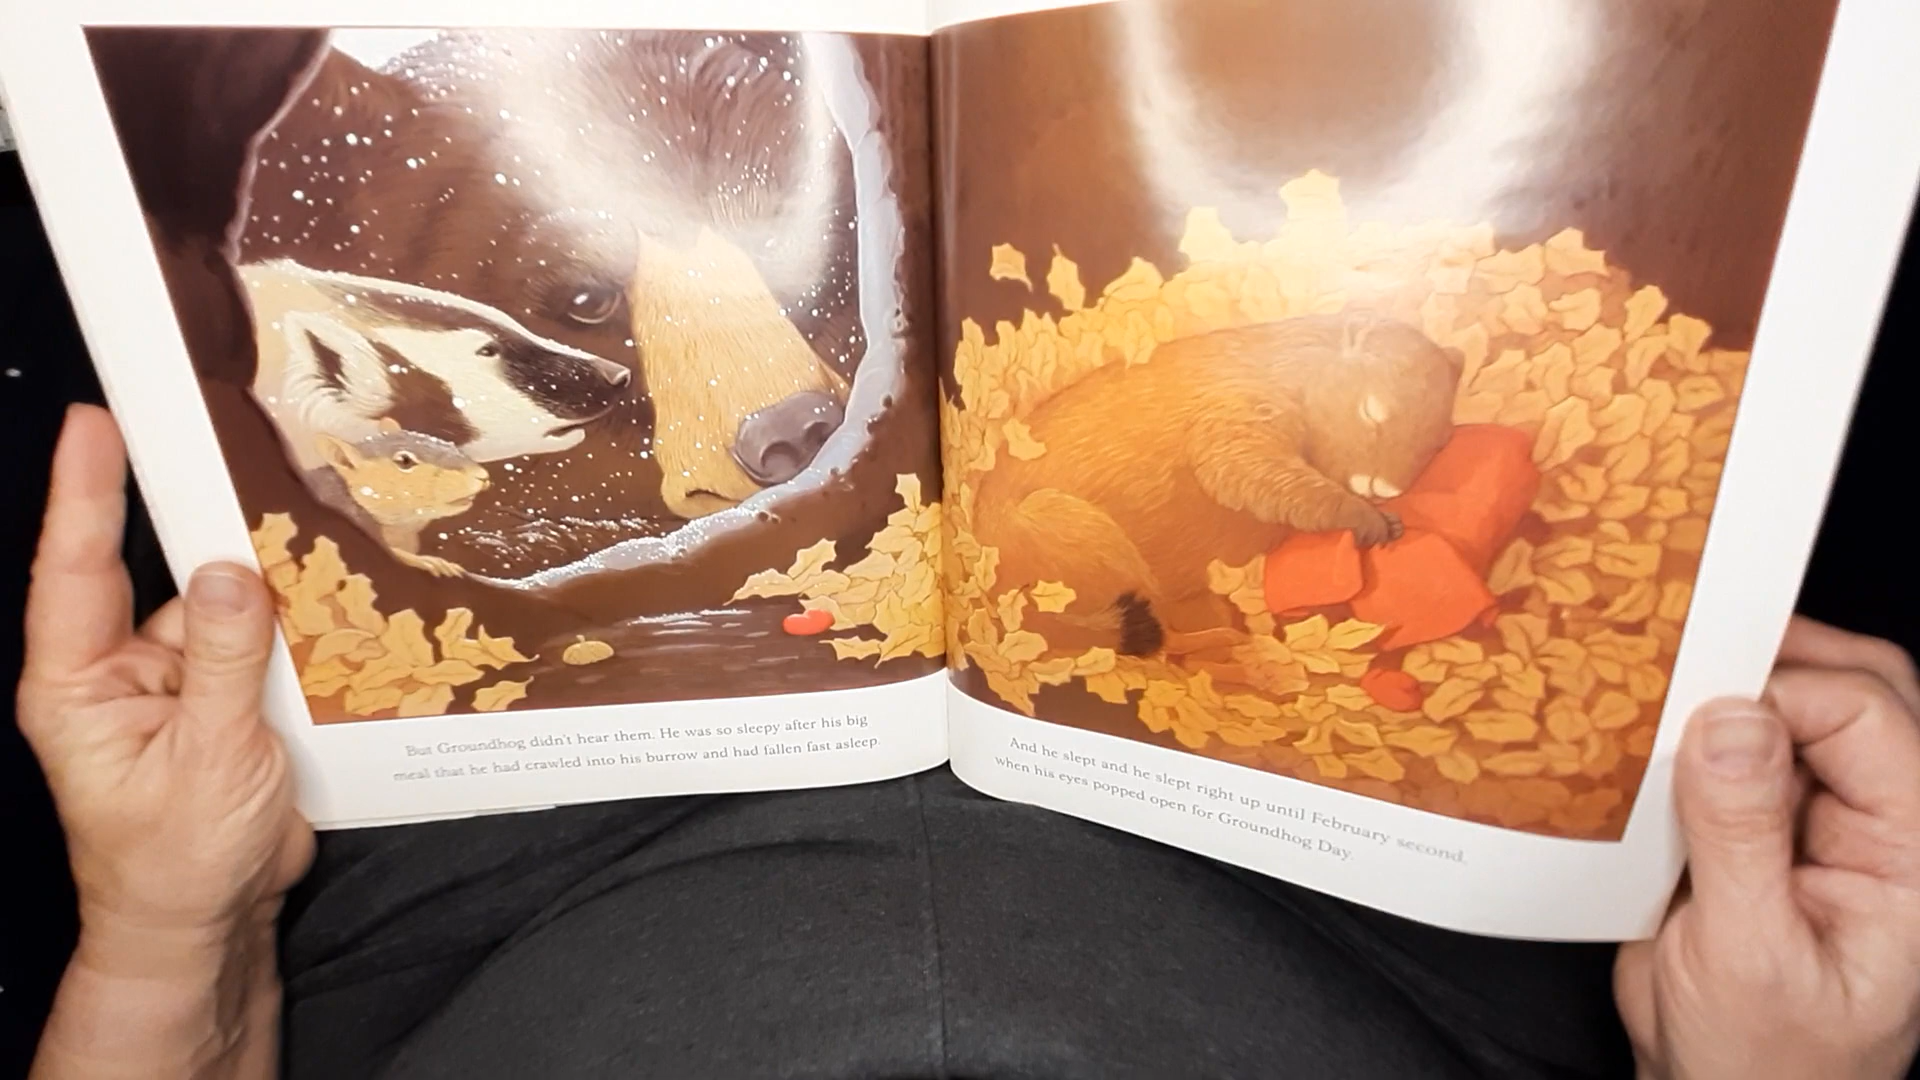 But Groundhog didn't hear them. He was so sleepy after his big
meal that he had crawled into his burrow and had fallen fast asleep.
And he slept and he slept right up until February second,
when his eyes popped open for Groundhog Day.